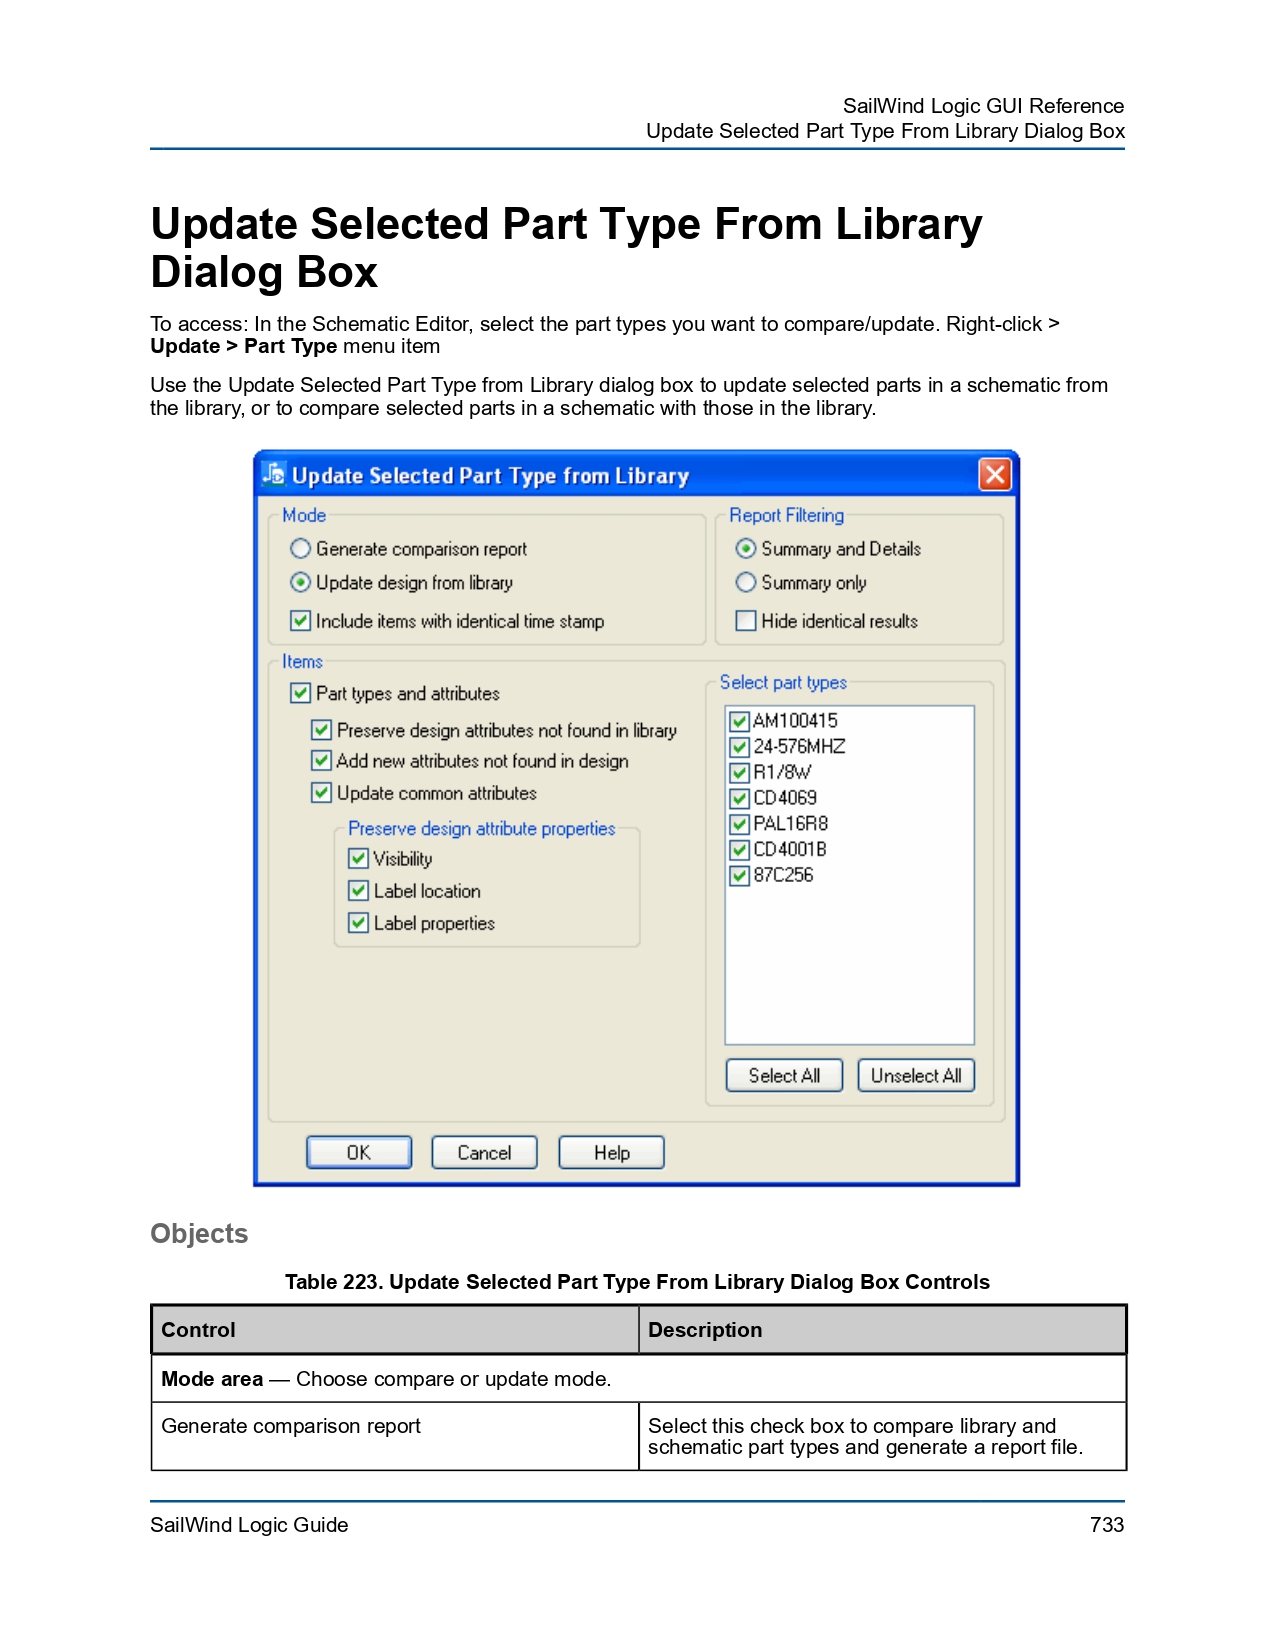 SailWind Logic GUI Reference
Update Selected Part Type From Library Dialog Box
Update Selected Part Type From Library
Dialog Box
To access: In the Schematic Editor, select the part types you want to compare/update. Right-click >
Update > Part Type menu item
Use the Update Selected Part Type from Library dialog box to update selected parts in a schematic from
the library, or to compare selected parts in a schematic with those in the library.
Update Selected Part Type from Library
Mode
Generate comparison report
Update design from library
Include items with identical time stamp
Report Filtering
Summary and Details
Summary only
Hide identical results
Items
Part types and attributes
Preserve design attributes not found in library
Add new attributes not found in design
Update common attributes
Preserve design attribute properties
Visibility
Label location
Label properties
Select part types
AM100415
24-576MHZ
R1/8W
CD4069
PAL16R8
CD4001B
87C256
Select All
Unselect All
OK
Cancel
Help
Objects
Table 223. Update Selected Part Type From Library Dialog Box Controls
Control
Description
Mode area — Choose compare or update mode.
Generate comparison report
Select this check box to compare library and
schematic part types and generate a report file.
SailWind Logic Guide
733